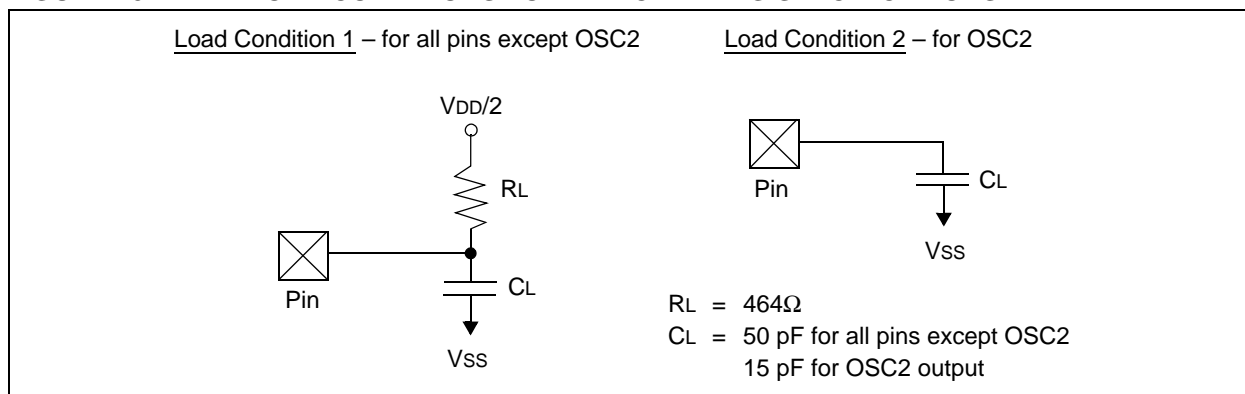 Load Condition 1 – for all pins except OSC2
Load Condition 2 – for OSC2
VDD/2
RL
Pin
CL
VSS
Pin
CL
VSS
RL = 464Ω
CL = 50 pF for all pins except OSC2
15 pF for OSC2 output